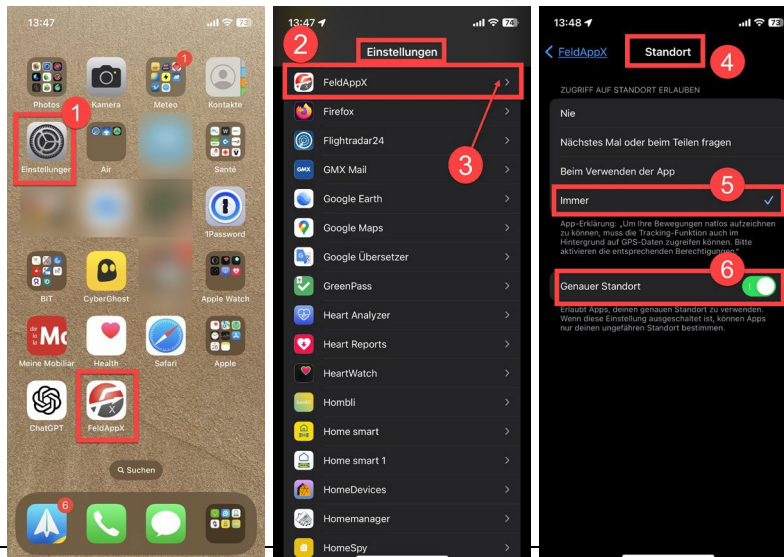 13:47
73
1
Photos
Kamera
Meteo
Kontakte
1
Einstellungen
Air
Santé
1Password
BIT
CyberGhost
Apple Watch
Meine Mobiliar
Health
Safari
Apple
ChatGPT
FeldAppX
Suchen
6
13:47
74
2
Einstellungen
FeldAppX
Firefox
Flightradar24
3
GMX Mail
Google Earth
Google Maps
Google Übersetzer
GreenPass
Heart Analyzer
Heart Reports
HeartWatch
Hombli
Home smart
Home smart 1
HomeDevices
Homemanager
HomeSpy
13:48
73
FeldAppX
Standort
4
ZUGRIFF AUF STANDORT ERLAUBEN
Nie
Nächstes Mal oder beim Teilen fragen
Beim Verwenden der App
5
Immer
App-Erklärung: „Um Ihre Bewegungen natlos aufzeichnen
zu können, muss die Tracking-Funktion auch im
Hintergrund auf GPS-Daten zugreifen können. Bitte
aktivieren die entsprechenden Berechtigungen.“
6
Genauer Standort
Erlaubt Apps, deinen genauen Standort zu verwenden.
Wenn diese Einstellung ausgeschaltet ist, können Apps
nur deinen ungefähren Standort bestimmen.